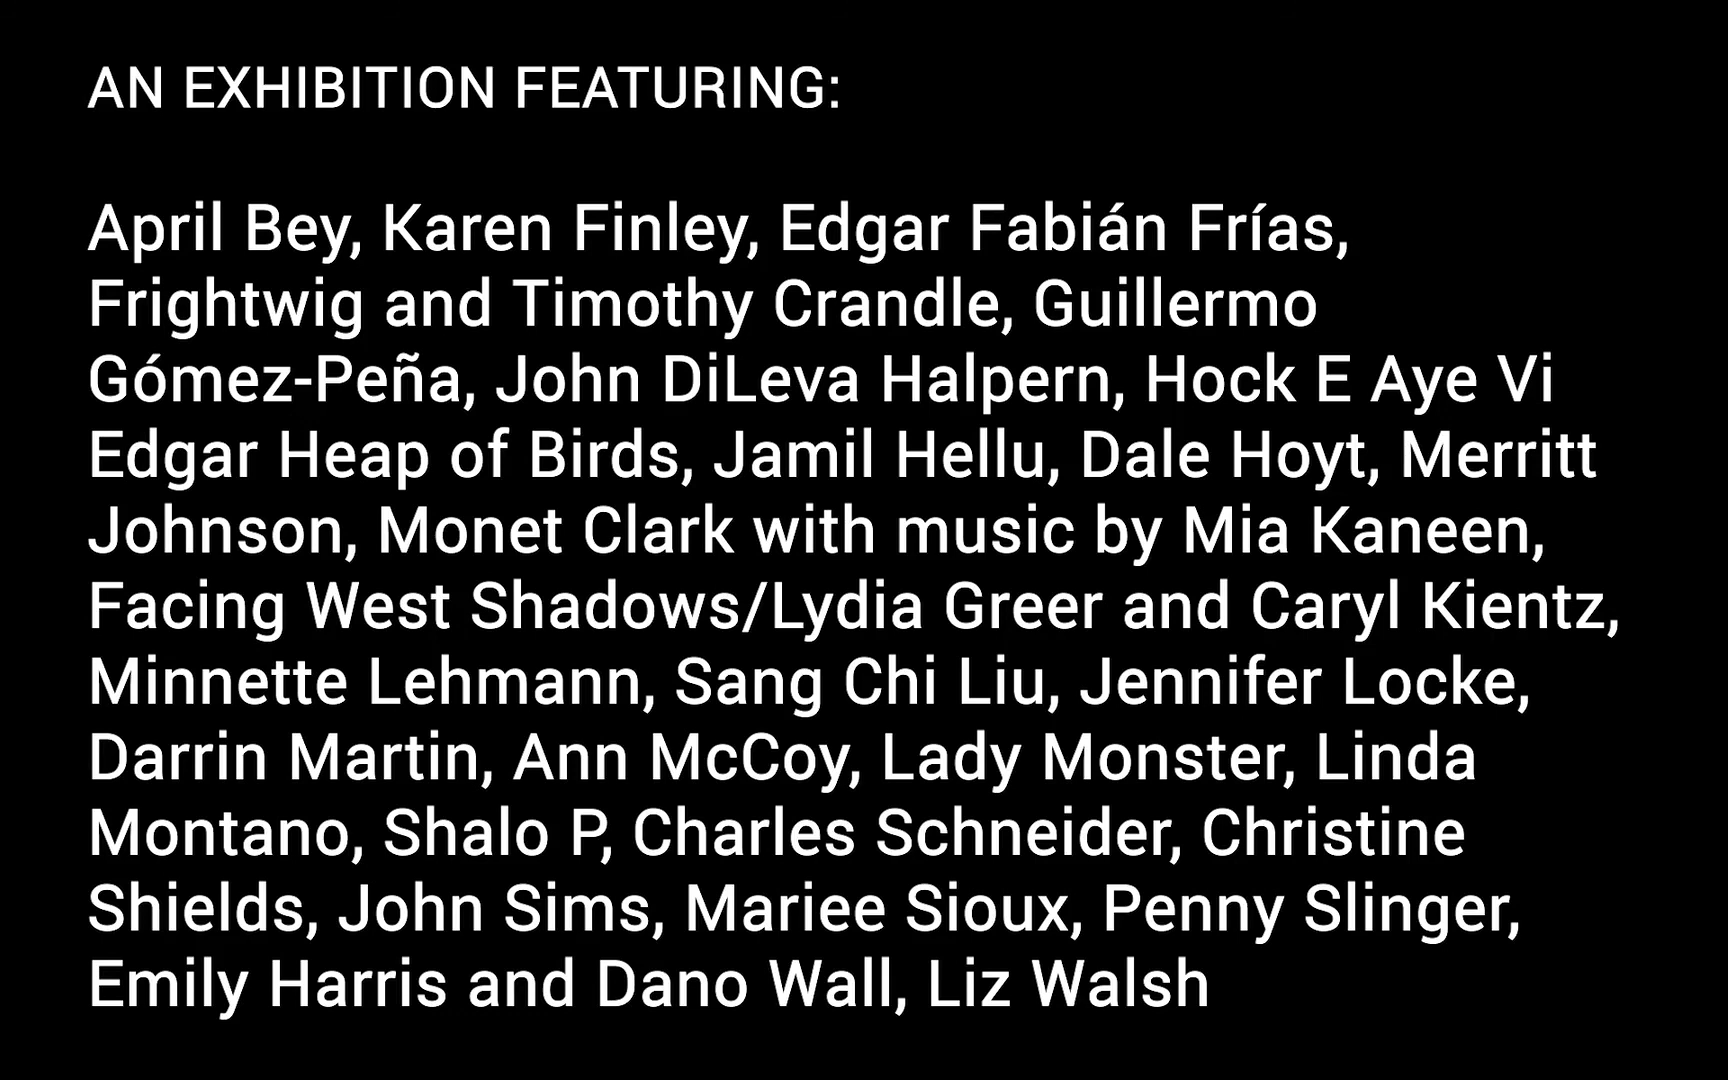 AN EXHIBITION FEATURING:
April Bey, Karen Finley, Edgar Fabián Frías,
Frightwig and Timothy Crandle, Guillermo
Gómez-Peña, John DiLeva Halpern, Hock E Aye Vi
Edgar Heap of Birds, Jamil Hellu, Dale Hoyt, Merritt
Johnson, Monet Clark with music by Mia Kaneen,
Facing West Shadows/Lydia Greer and Caryl Kientz,
Minnette Lehmann, Sang Chi Liu, Jennifer Locke,
Darrin Martin, Ann McCoy, Lady Monster, Linda
Montano, Shalo P, Charles Schneider, Christine
Shields, John Sims, Mariee Sioux, Penny Slinger,
Emily Harris and Dano Wall, Liz Walsh